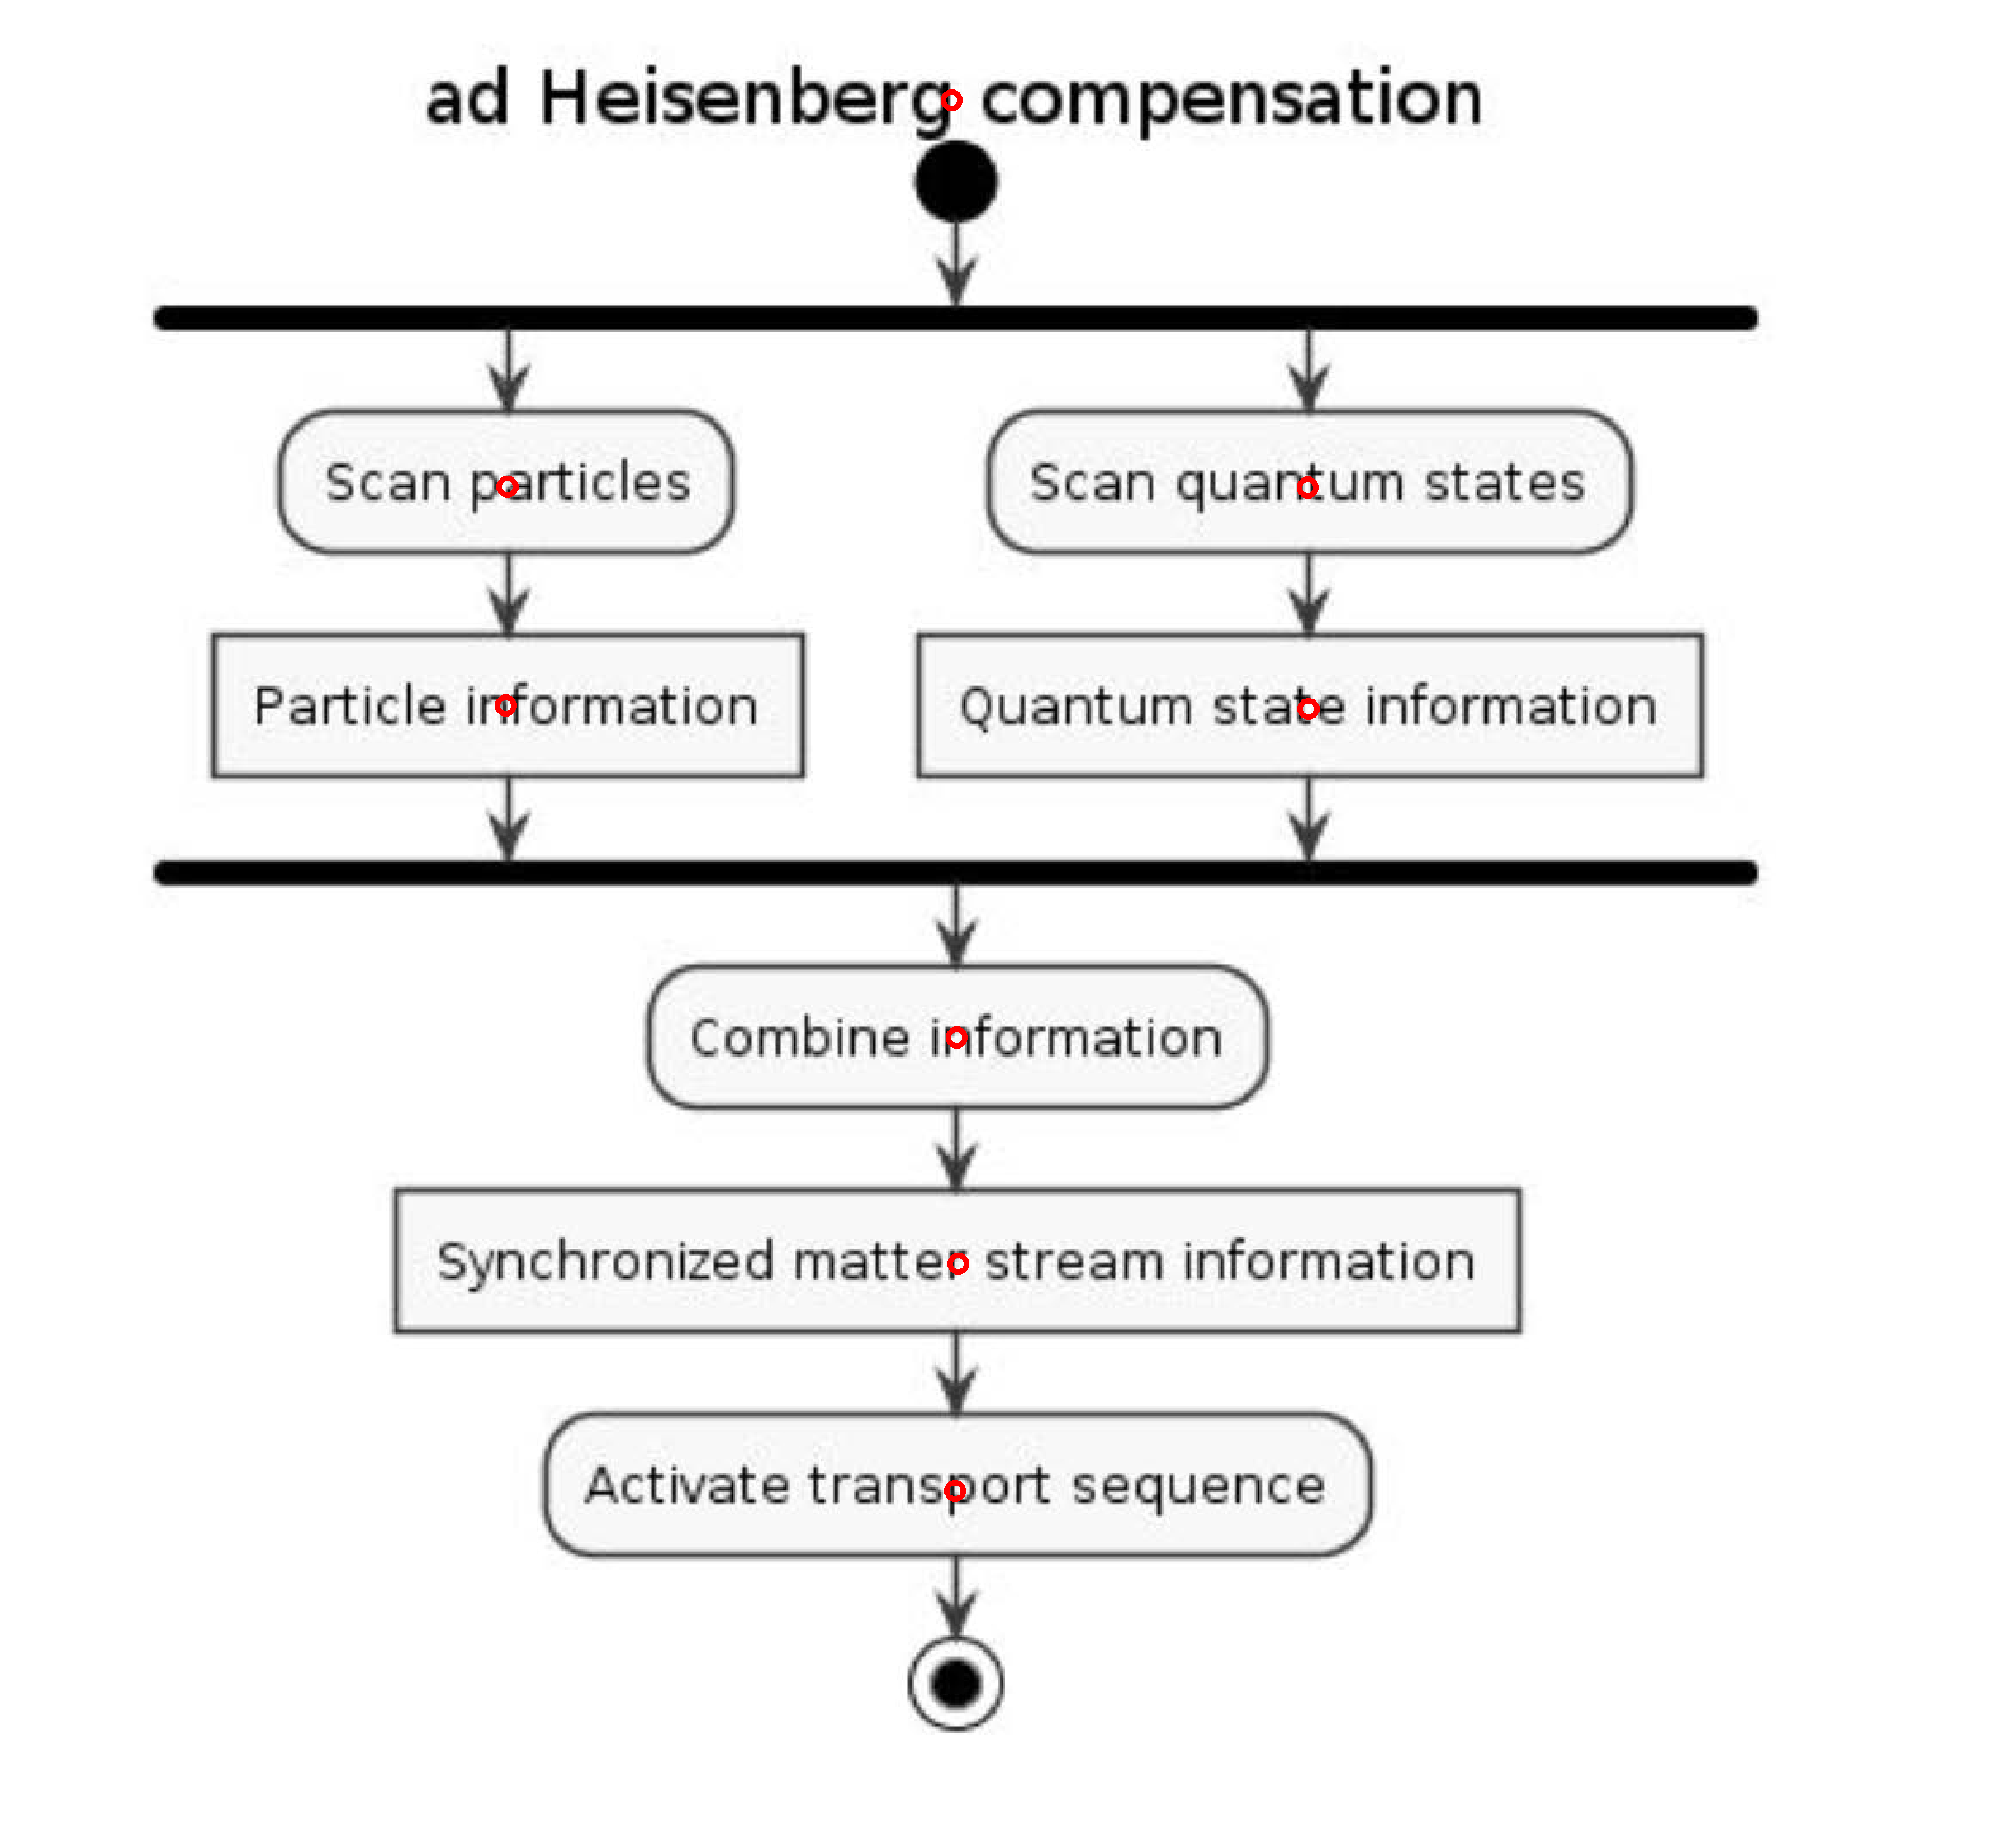 ad Heisenberg compensation
Scan particles
Scan quantum states
Particle information
Quantum state information
Combine information
Synchronized matter stream information
Activate transport sequence